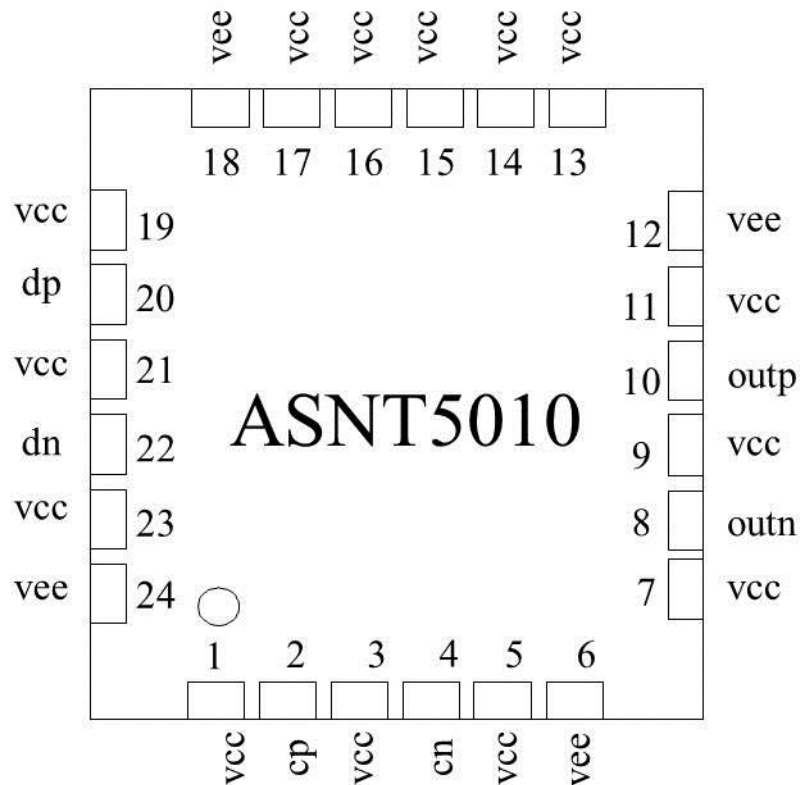 vee vcc vcc vcc vcc vcc
18 17 16 15 14 13
vcc 19
12 vee
dp 20
11 vcc
vcc 21
10 outp
ASNT5010
dn 22
9 vcc
vcc 23
8 outn
vee 24
7 vcc
1 2 3 4 5 6
vcc cp vcc cn vcc vee